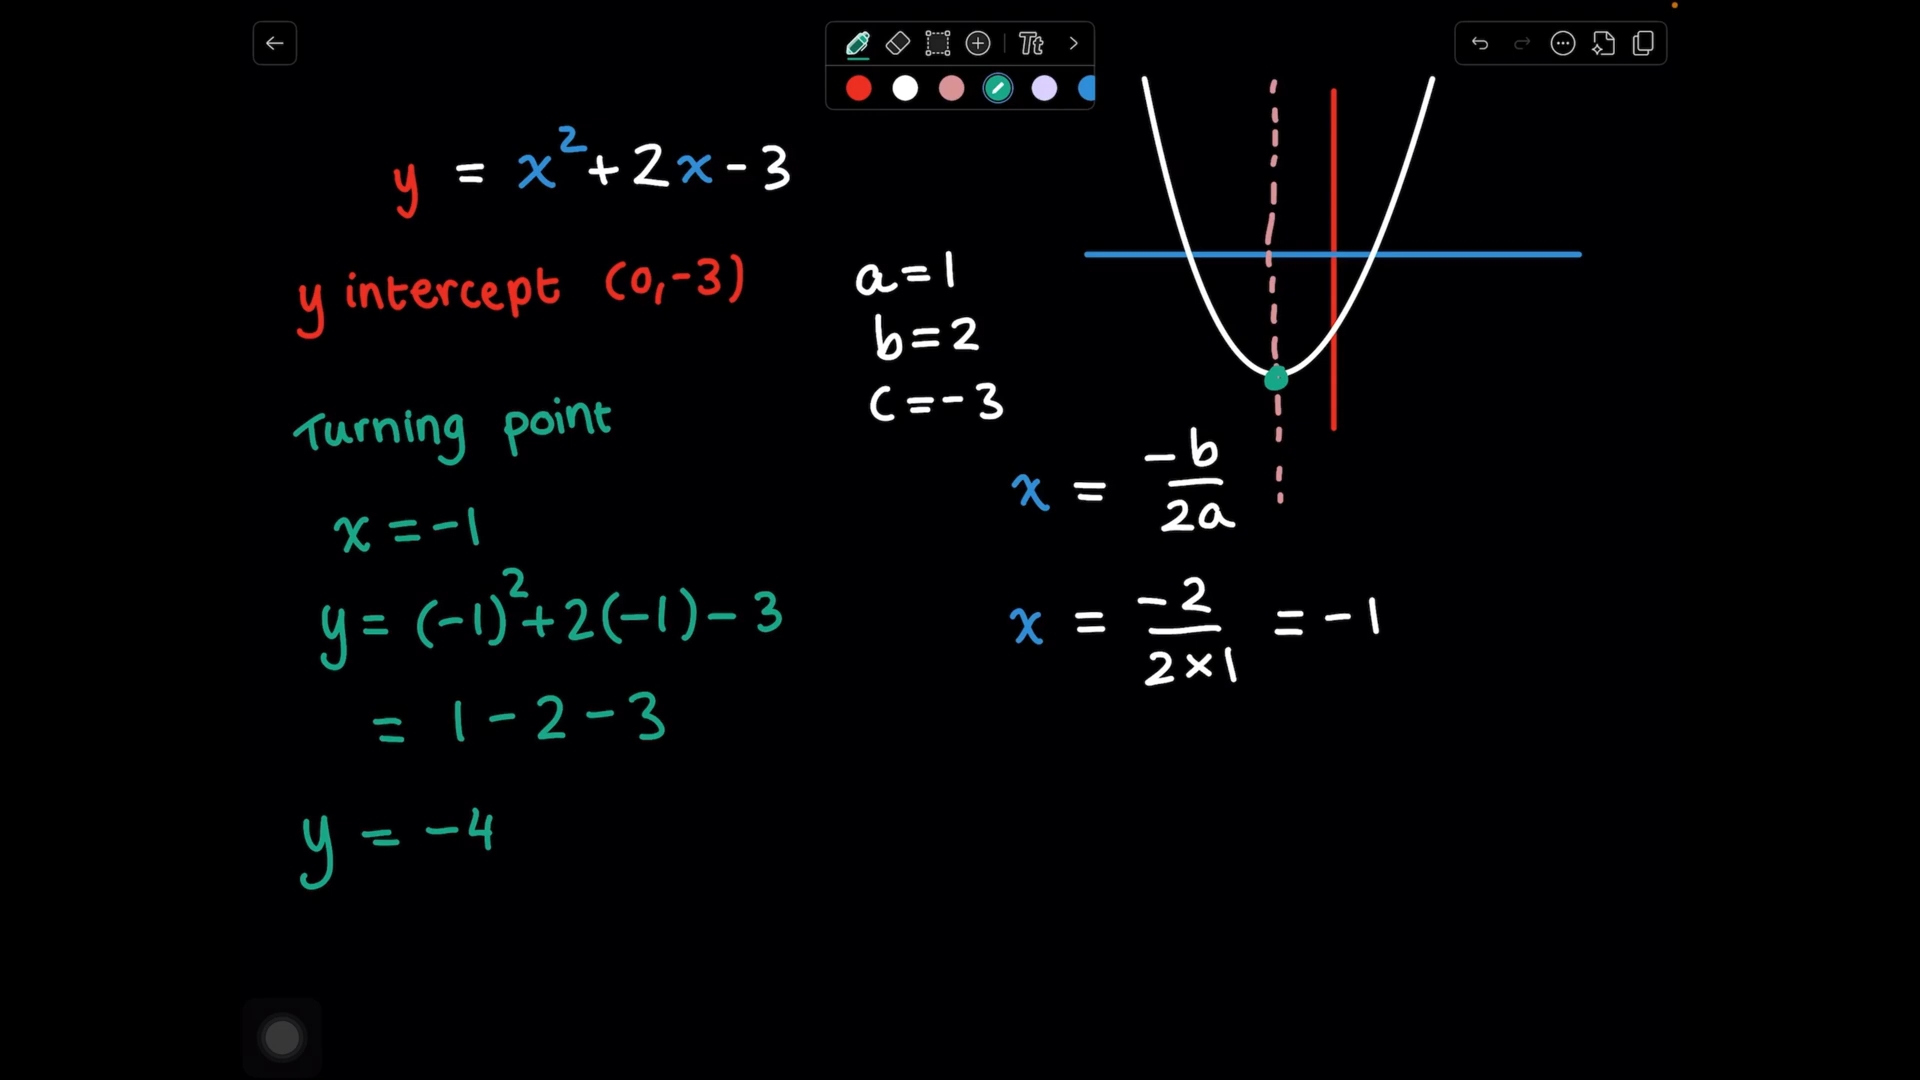 Tt
y = x²+2x-3
y intercept (0,-3)
a=1
b=2
c=-3
Turning point
x = -b/2a
x =-1
y= (-1)²+2(-1)-3
x = -2/2×1 = -1
= 1-2-3
y = -4